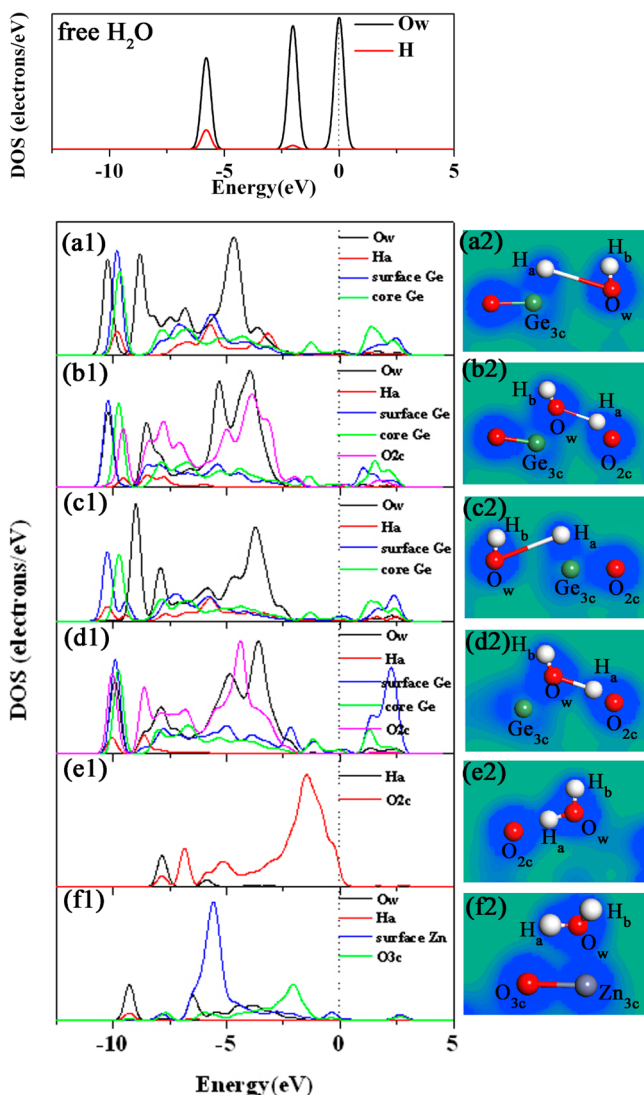 free H2O
Ow
H
DOS (electrons/eV)
-10 -5 0 5
Energy(eV)
(a1)
Ow
Ha
surface Ge
core Ge
(a2)
Ha
Hb
Ge3c
Ow
(b1)
Ow
Ha
surface Ge
core Ge
O2c
(b2)
Hb
Ha
Ow
Ge3c
O2c
(c1)
Ow
Ha
surface Ge
core Ge
(c2)
Hb
Ha
Ow
Ge3c
O2c
(d1)
Ow
Ha
surface Ge
core Ge
O2c
(d2)
Hb
Ha
Ow
Ge3c
O2c
(e1)
Ha
O2c
(e2)
Hb
O2c
Ha
Ow
(f1)
Ow
Ha
surface Zn
O3c
(f2)
Hb
Ha
Ow
O3c
Zn3c
DOS (electrons/eV)
-10 -5 0 5
Energy(eV)